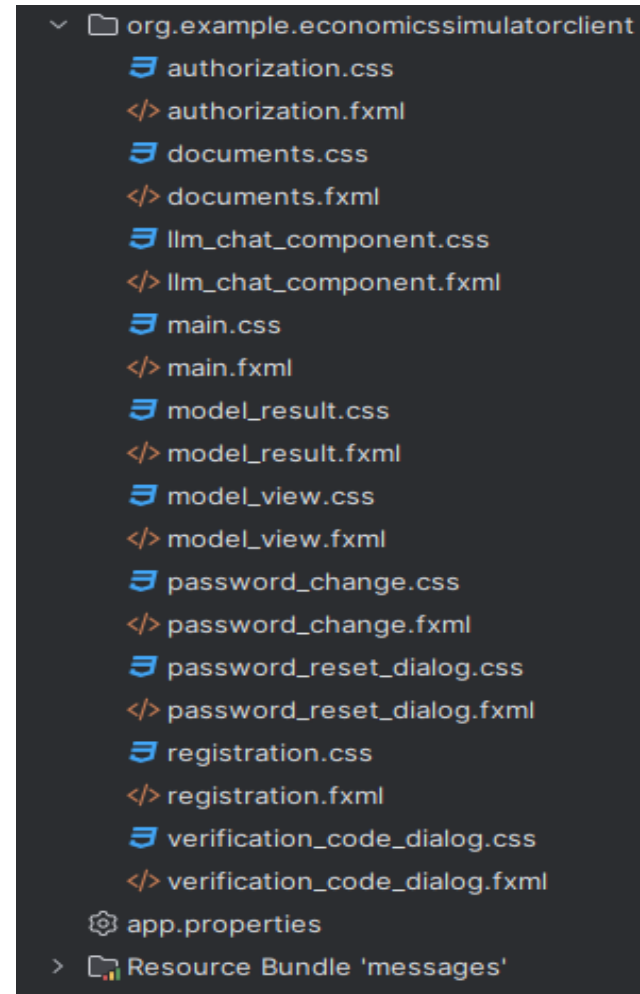 org.example.economicssimulatorclient
authorization.css
</> authorization.fxml
documents.css
</> documents.fxml
llm_chat_component.css
</> llm_chat_component.fxml
main.css
</> main.fxml
model_result.css
</> model_result.fxml
model_view.css
</> model_view.fxml
password_change.css
</> password_change.fxml
password_reset_dialog.css
</> password_reset_dialog.fxml
registration.css
</> registration.fxml
verification_code_dialog.css
</> verification_code_dialog.fxml
app.properties
Resource Bundle 'messages'